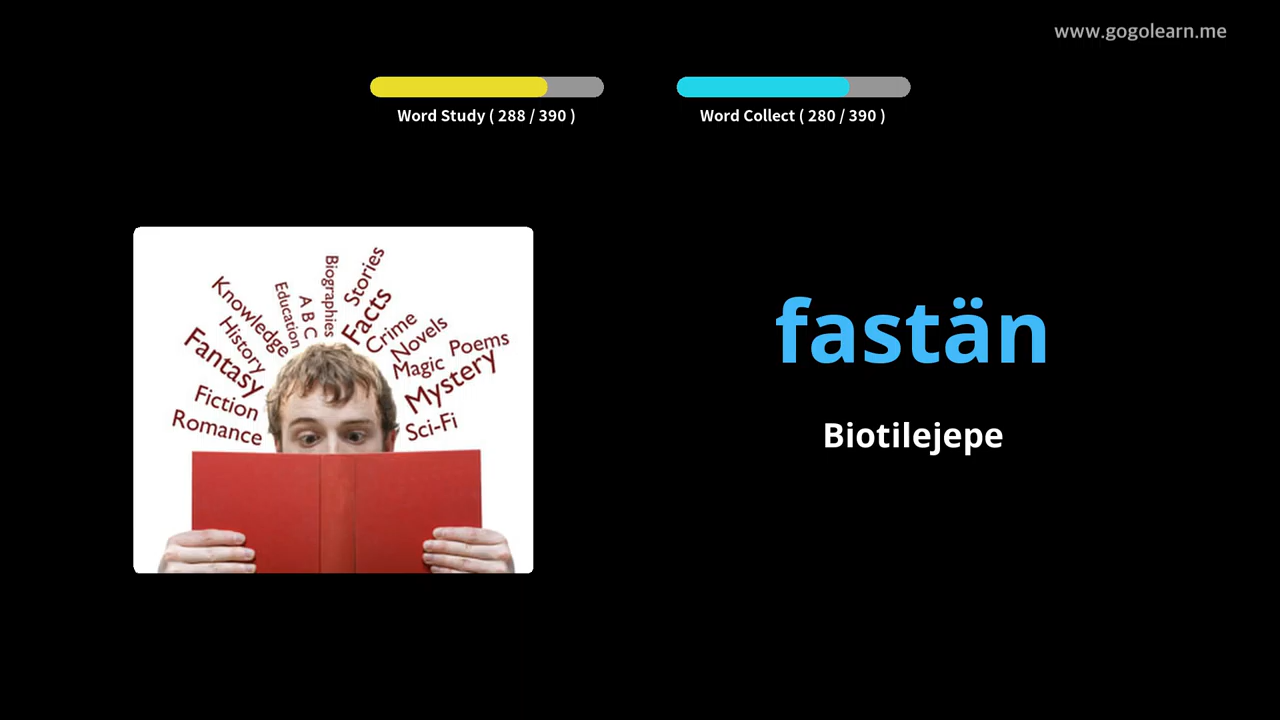 www.gogolearn.me
Word Study ( 288 / 390 )
Word Collect ( 280 / 390 )
Knowledge
Education
A B C
Biographies
Stories
Facts
Crime
Novels
Poems
Magic
Mystery
Sci-Fi
History
Fantasy
Fiction
Romance
fastän
Biotilejepe